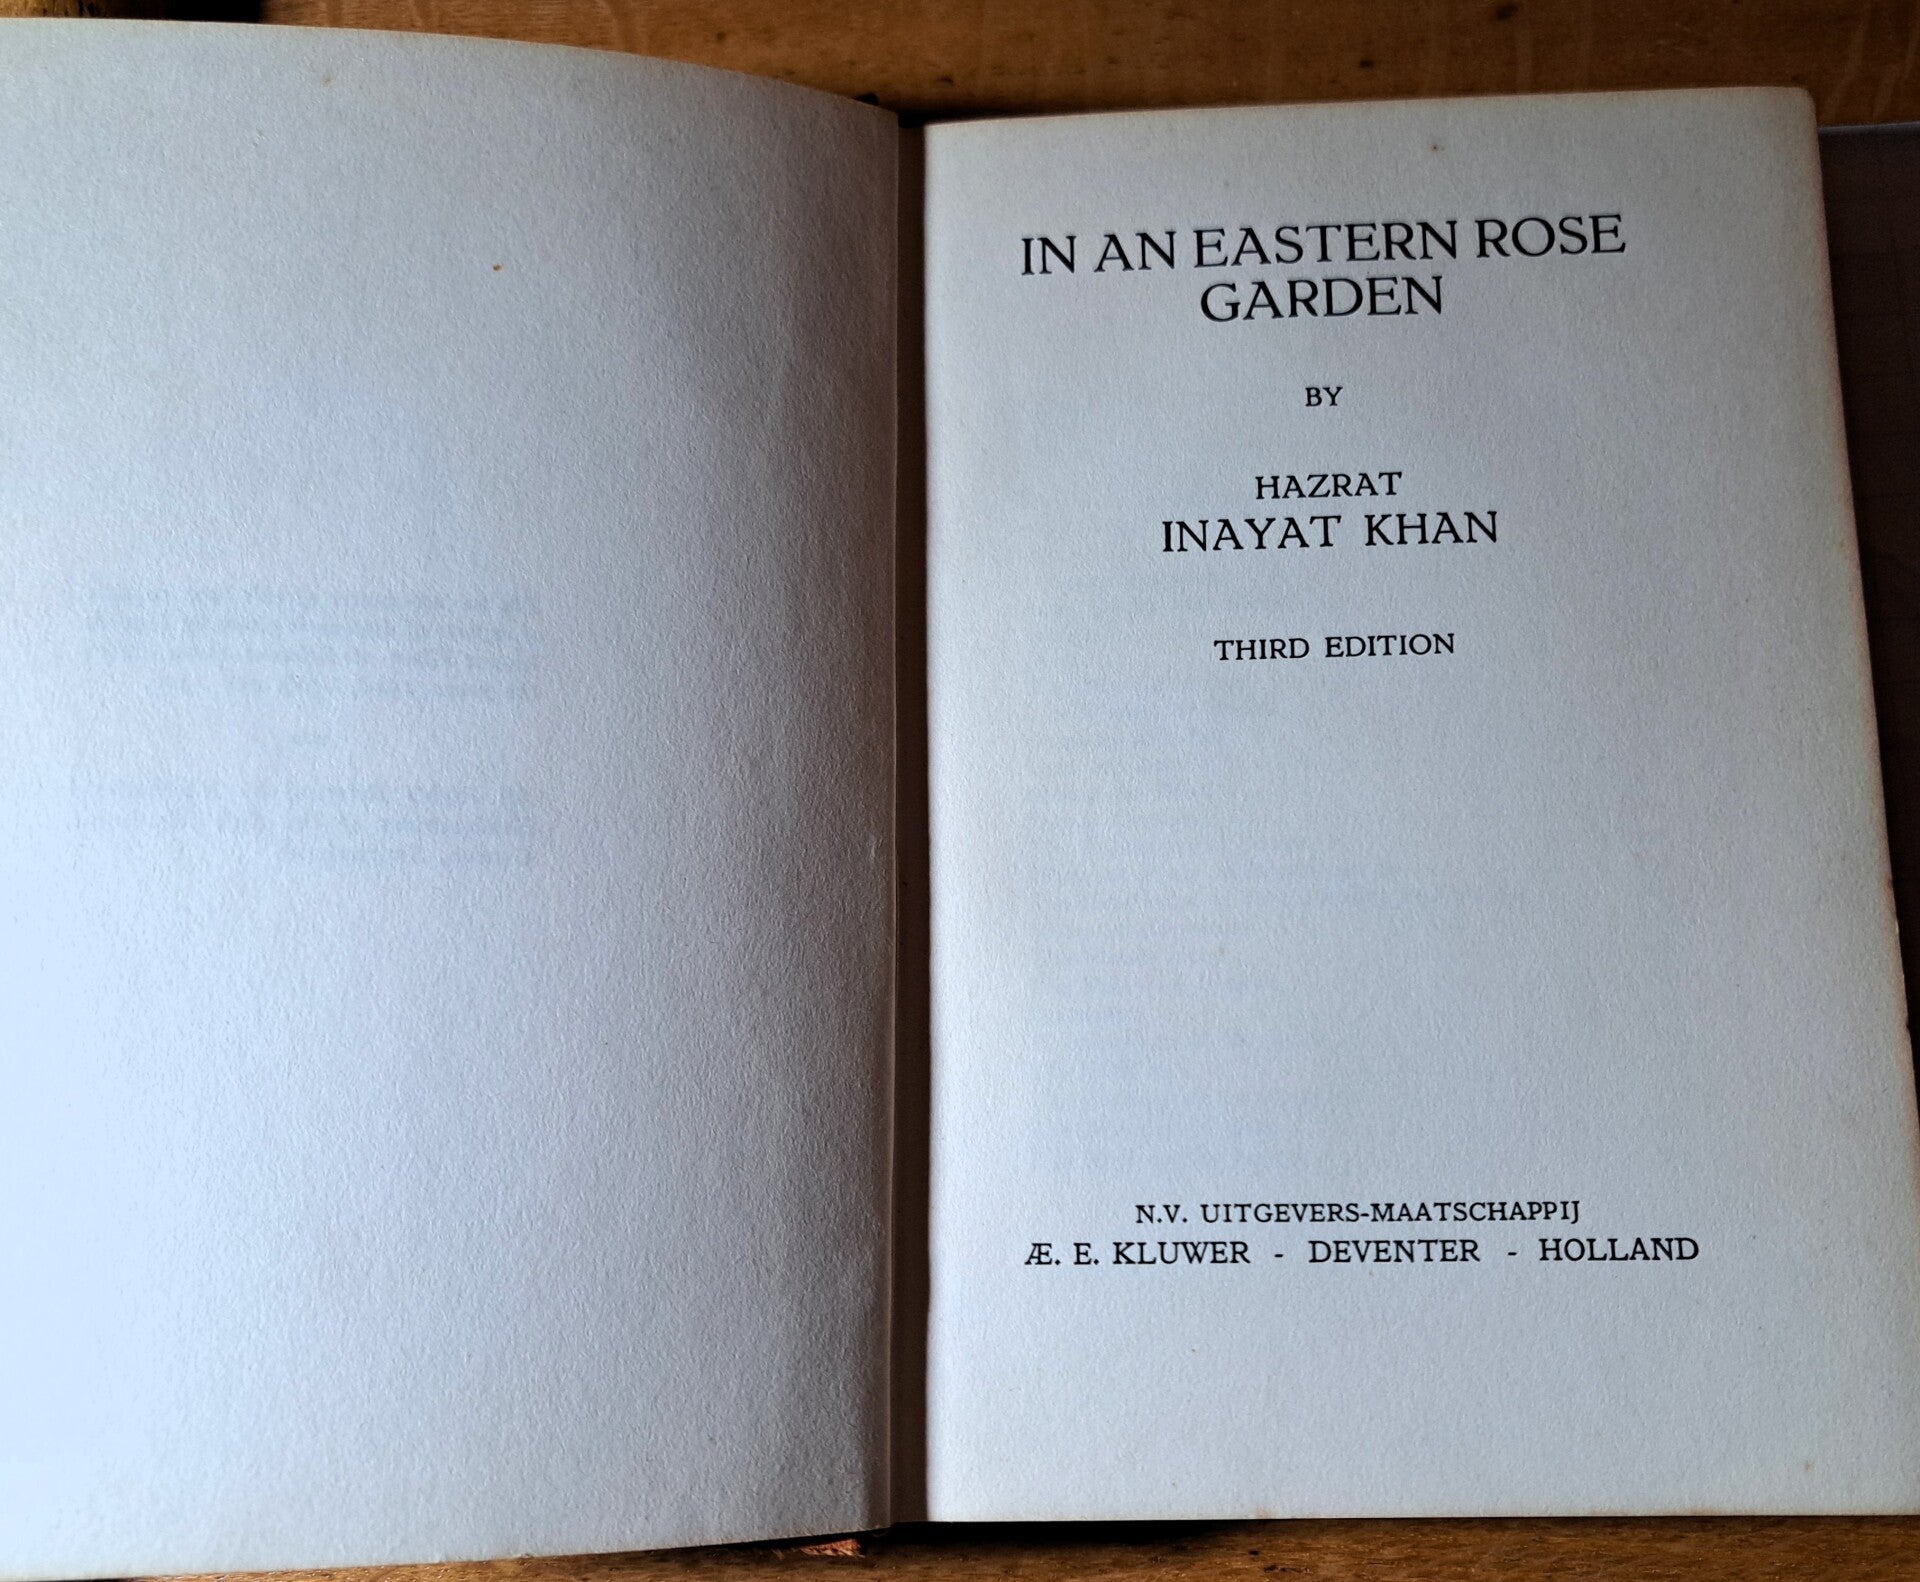 IN AN EASTERN ROSE
GARDEN
BY
HAZRAT
INAYAT KHAN
THIRD EDITION
N.V. UITGEVERS-MAATSCHAPPIJ
Æ. E. KLUWER - DEVENTER - HOLLAND